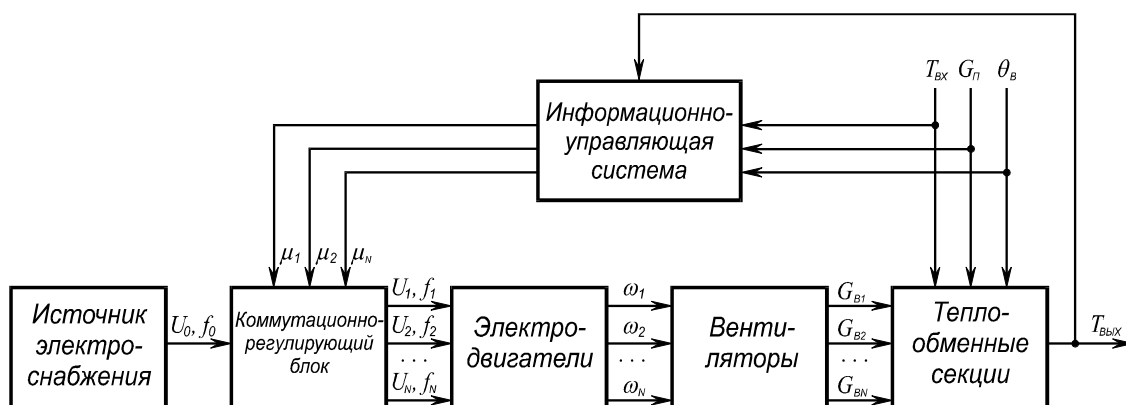 T_ВХ G_П θ_В
Информационно-
управляющая
система
μ_1 μ_2 μ_N
Источник
электро-
снабжения
U_0, f_0
Коммутационно-
регулирующий
блок
U_1, f_1
U_2, f_2
. . .
U_N, f_N
Электро-
двигатели
ω_1
ω_2
. . .
ω_N
Венти-
ляторы
G_В1
G_В2
. . .
G_ВN
Тепло-
обменные
секции
T_ВЫХ